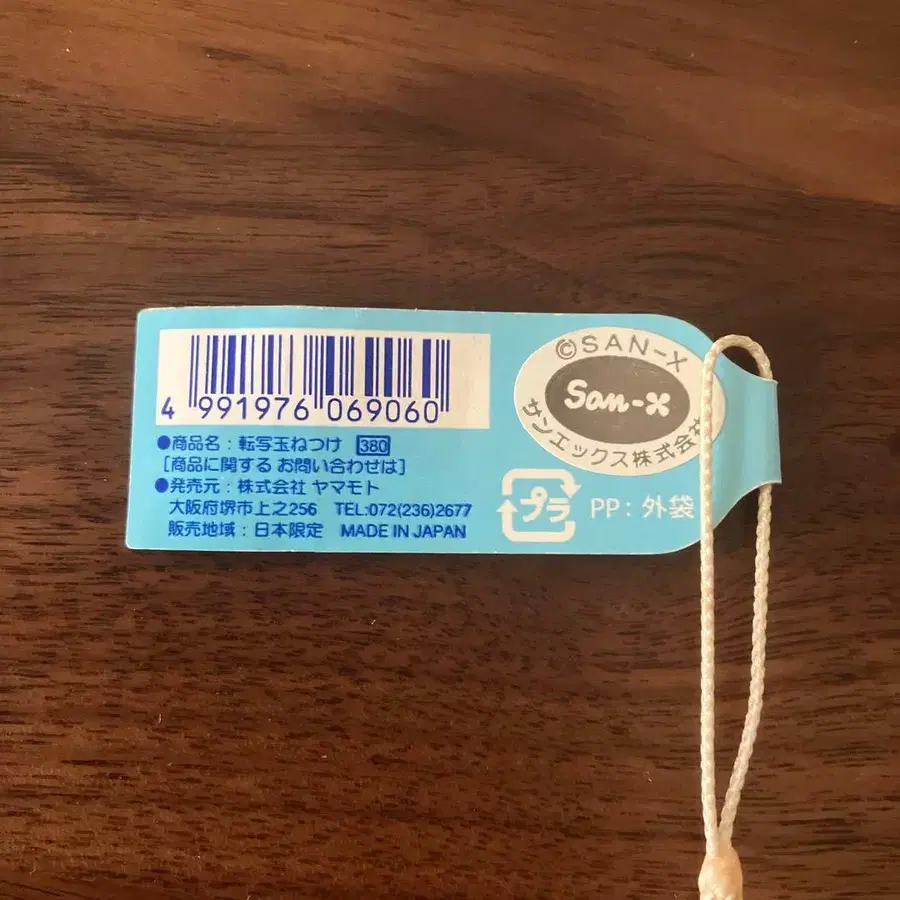 4 991976 069060
●商品名：転写玉ねつけ 380
[商品に関する お問い合わせは]
●発売元：株式会社 ヤマモト
大阪府堺市上之256 TEL:072(236)2677
販売地域：日本限定 MADE IN JAPAN
©SAN-X
San-x
サンエックス株式会社
プラ PP：外袋